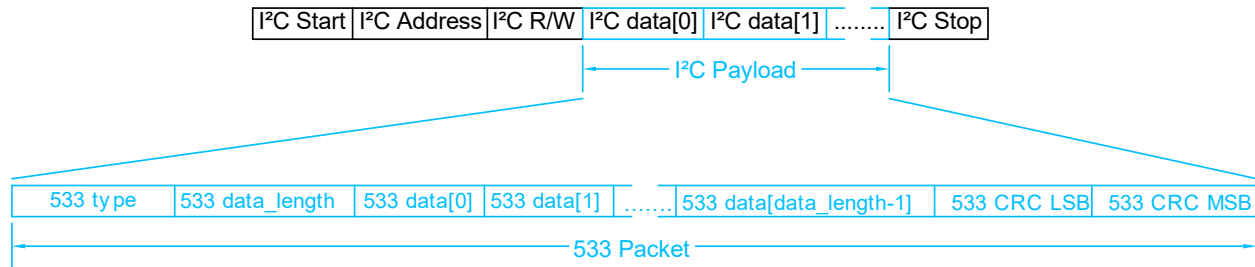 I²C Start I²C Address I²C R/W I²C data[0] I²C data[1] ........ I²C Stop
I²C Payload
533 type 533 data_length 533 data[0] 533 data[1] ....... 533 data[data_length-1] 533 CRC LSB 533 CRC MSB
533 Packet